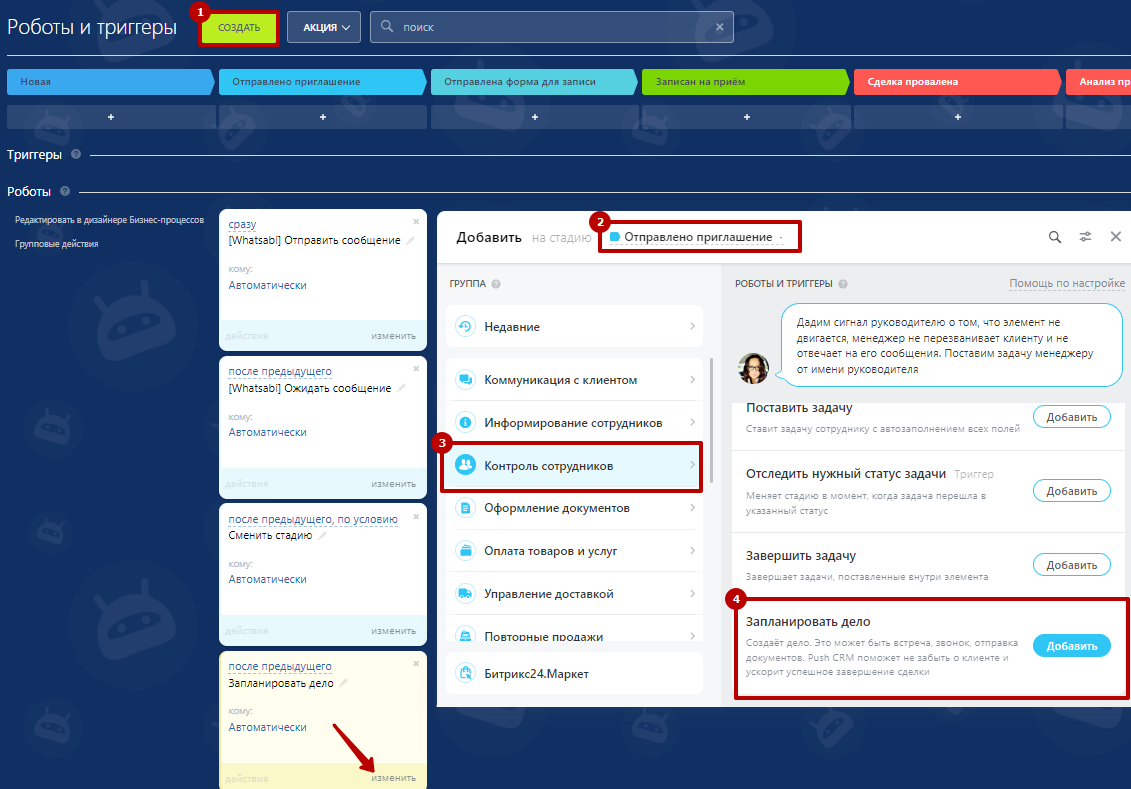 1
Роботы и триггеры
СОЗДАТЬ
АКЦИЯ
поиск
Новая
Отправлено приглашение
Отправлена форма для записи
Записан на приём
Сделка провалена
Анализ пр
+ + + + +
Триггеры ?
Роботы ?
Редактировать в дизайнере Бизнес-процессов
Групповые действия
сразу
[Whatsabi] Отправить сообщение
кому:
Автоматически
действия изменить
после предыдущего
[Whatsabi] Ожидать сообщение
кому:
Автоматически
действия изменить
после предыдущего, по условию
Сменить стадию
кому:
Автоматически
действия изменить
после предыдущего
Запланировать дело
кому:
Автоматически
действия изменить
2
Добавить на стадию Отправлено приглашение
ГРУППА ?
Недавние
Коммуникация с клиентом
Информирование сотрудников
3
Контроль сотрудников
Оформление документов
Оплата товаров и услуг
Управление доставкой
Повторные продажи
Битрикс24.Маркет
РОБОТЫ И ТРИГГЕРЫ ?
Помощь по настройке
Дадим сигнал руководителю о том, что элемент не
двигается, менеджер не перезванивает клиенту и не
отвечает на его сообщения. Поставим задачу менеджеру
от имени руководителя
Поставить задачу
Ставит задачу сотруднику с автозаполнением всех полей
Добавить
Отследить нужный статус задачи Триггер
Меняет стадию в момент, когда задача перешла в
указанный статус
Добавить
Завершить задачу
Завершает задачи, поставленные внутри элемента
Добавить
4
Запланировать дело
Создаёт дело. Это может быть встреча, звонок, отправка
документов. Push CRM поможет не забыть о клиенте и
ускорит успешное завершение сделки
Добавить